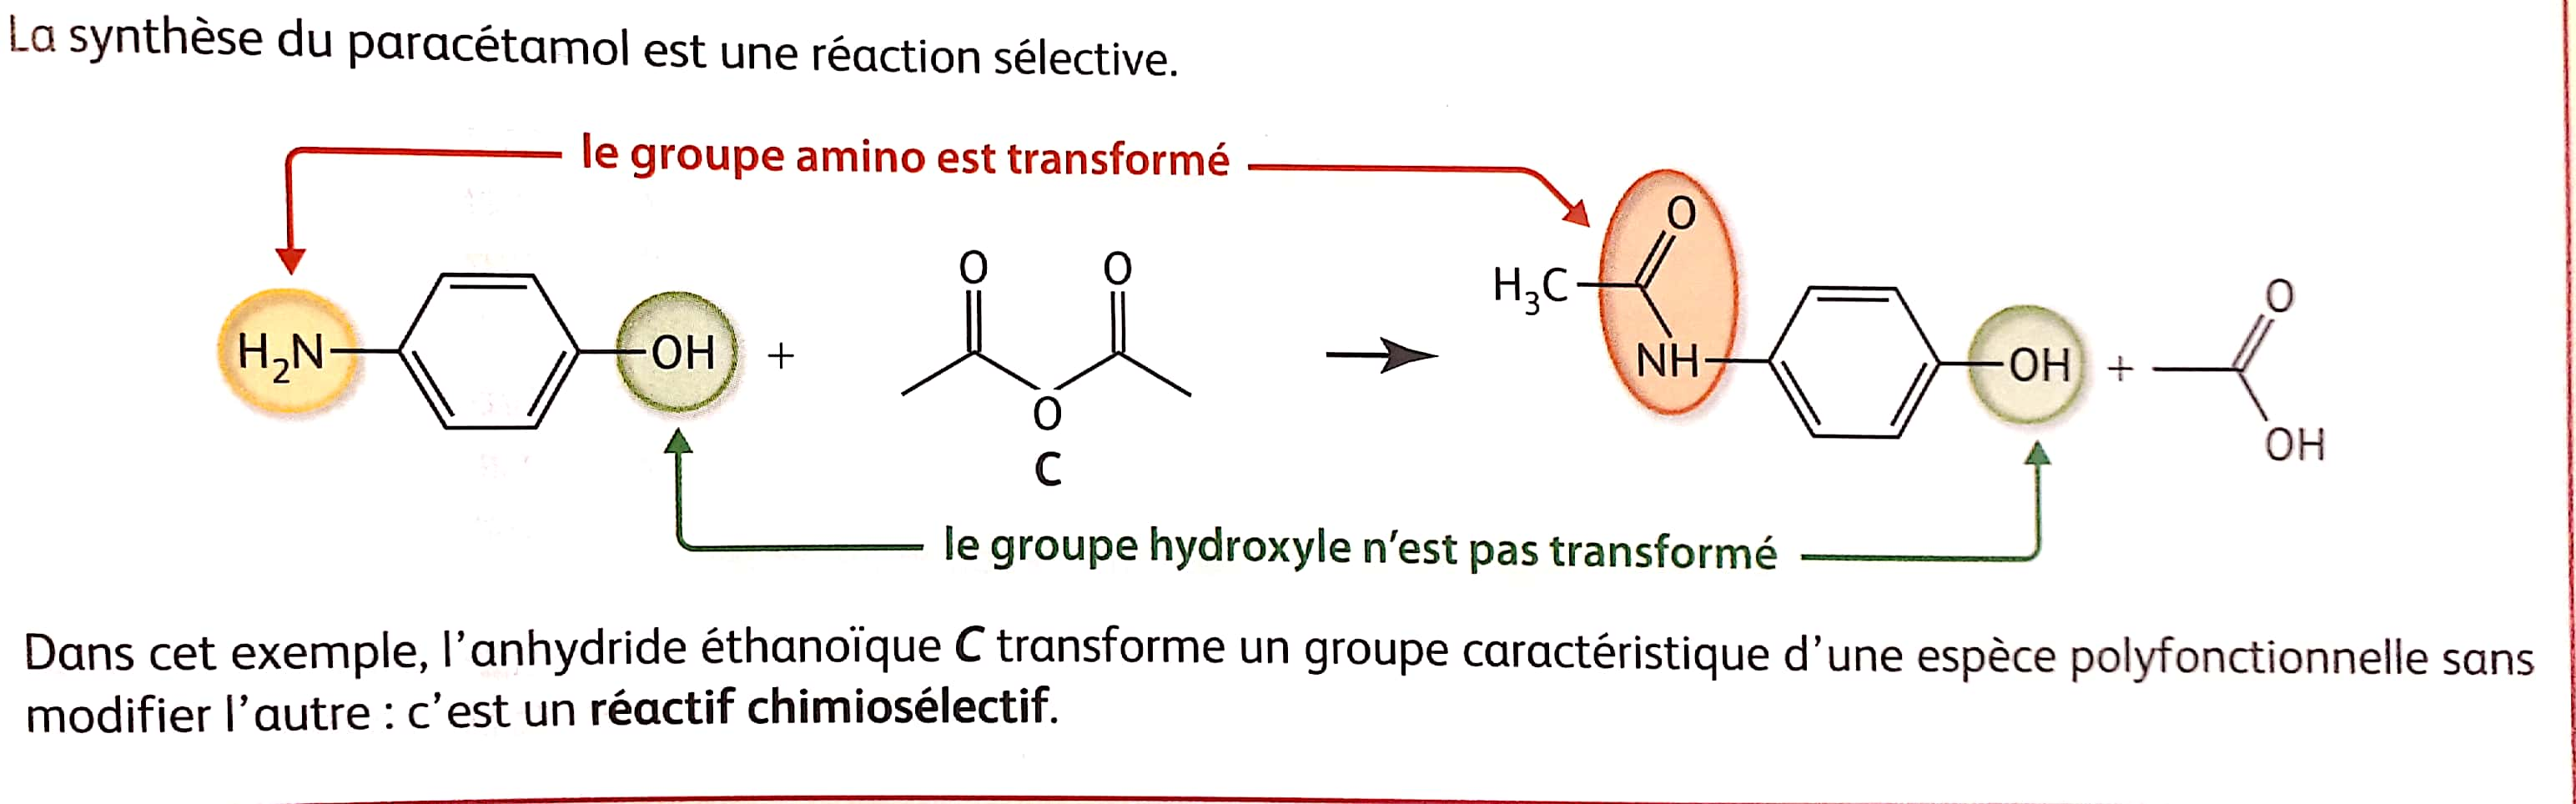 La synthèse du paracétamol est une réaction sélective.
le groupe amino est transformé
O
H₃C
NH
OH
+
O
OH
H₂N
OH
+
O
O
O
C
le groupe hydroxyle n'est pas transformé
Dans cet exemple, l'anhydride éthanoïque C transforme un groupe caractéristique d'une espèce polyfonctionnelle sans
modifier l'autre : c'est un réactif chimiosélectif.